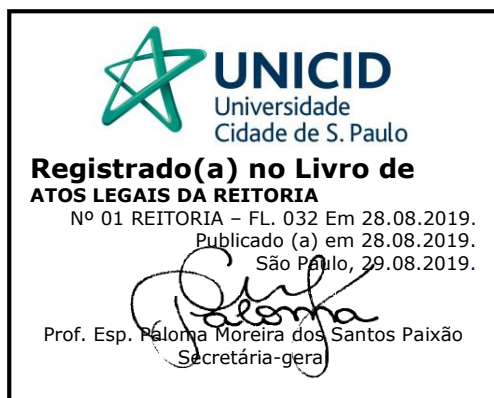 UNICID
Universidade
Cidade de S. Paulo
Registrado(a) no Livro de
ATOS LEGAIS DA REITORIA
Nº 01 REITORIA – FL. 032 Em 28.08.2019.
Publicado (a) em 28.08.2019.
São Paulo, 29.08.2019.
Paloma
Prof. Esp. Paloma Moreira dos Santos Paixão
Secretária-geral